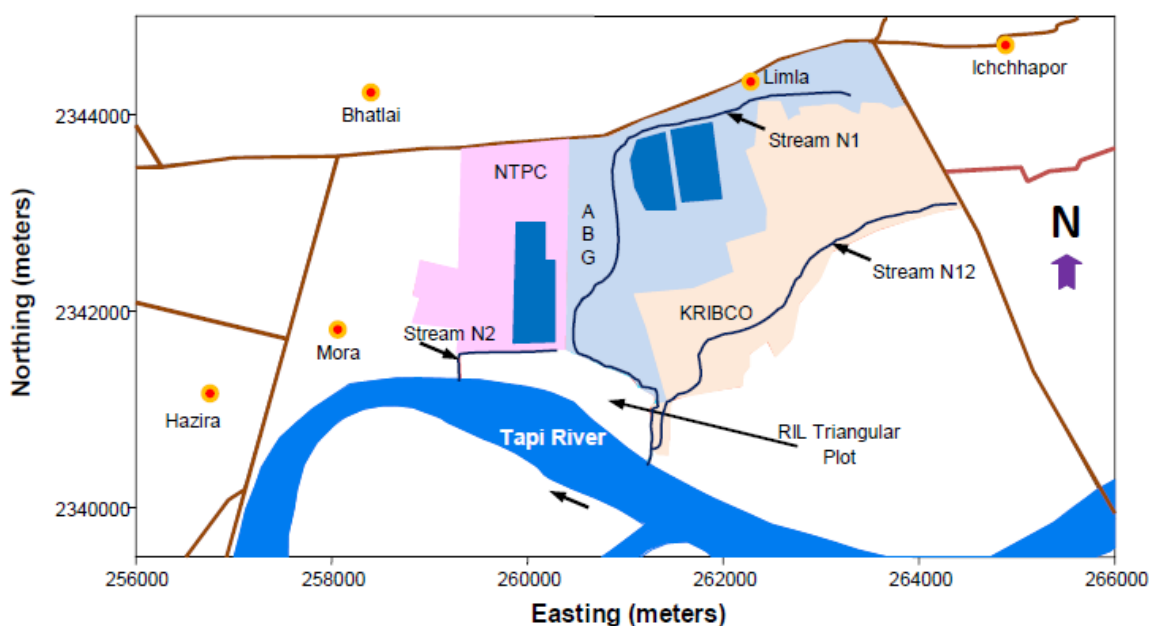 Limla
Ichchhapor
Bhatlai
2344000
Stream N1
NTPC
A
B
G
N
Stream N12
2342000
KRIBCO
Stream N2
Mora
Northing (meters)
Hazira
Tapi River
RIL Triangular
Plot
2340000
256000 258000 260000 262000 264000 266000
Easting (meters)